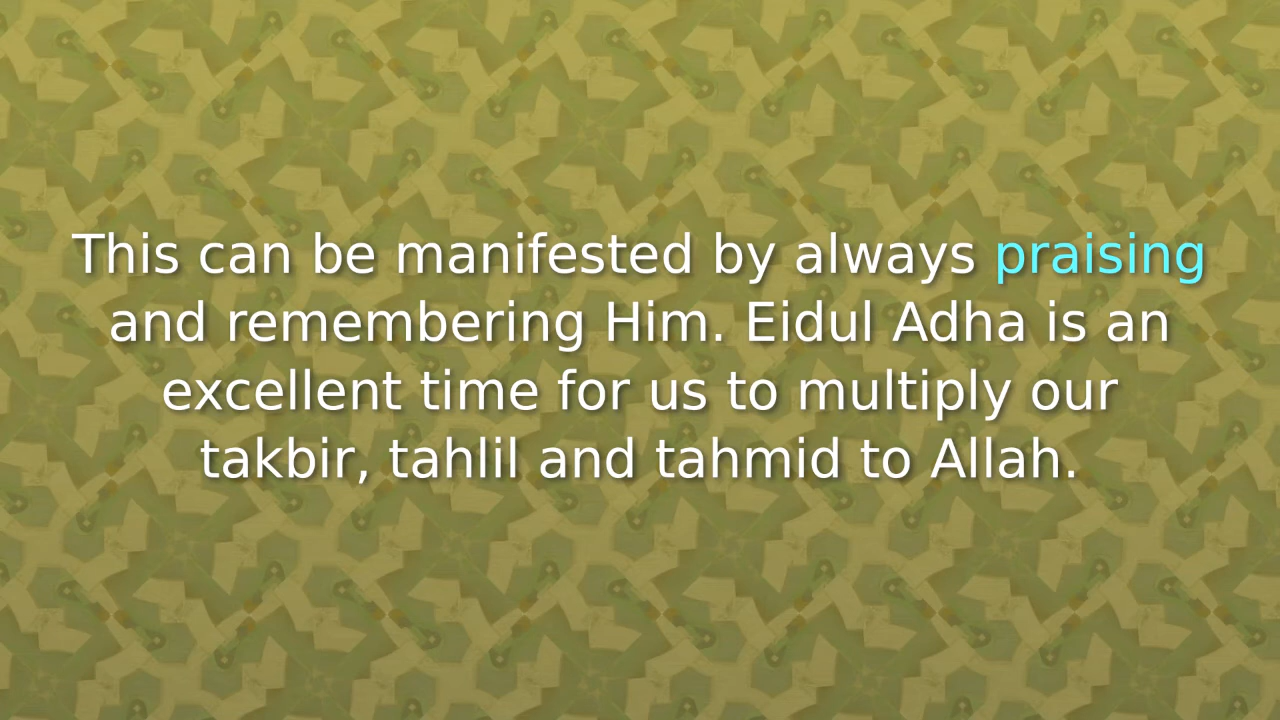 This can be manifested by always praising
and remembering Him. Eidul Adha is an
excellent time for us to multiply our
takbir, tahlil and tahmid to Allah.